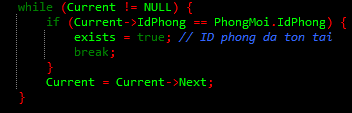 while (Current != NULL) {
if (Current->IdPhong == PhongMoi.IdPhong) {
exists = true; // ID phong da ton tai
break;
}
Current = Current->Next;
}